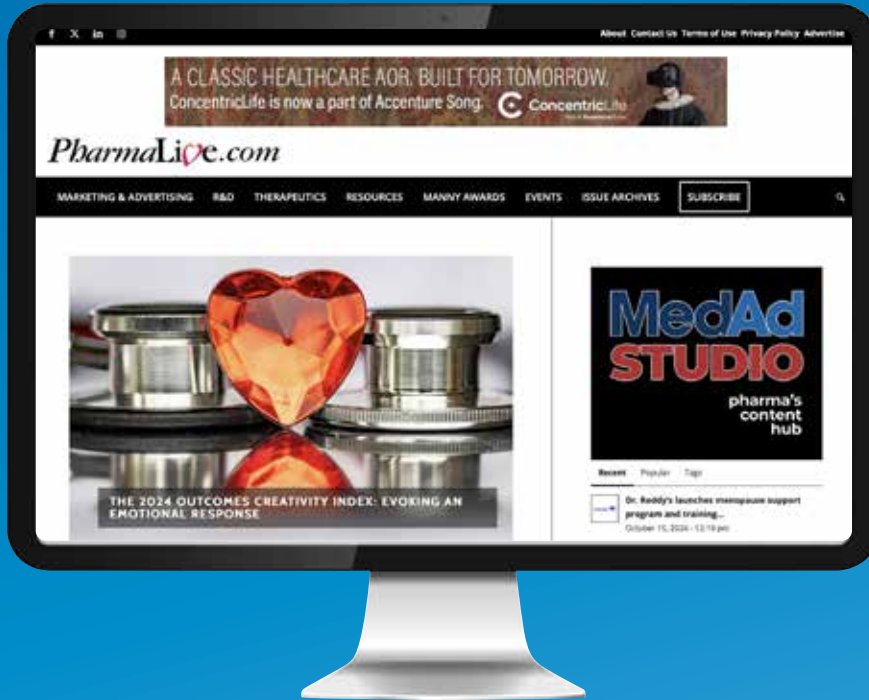 About Contact Us Terms of Use Privacy Policy Advertise
A CLASSIC HEALTHCARE AOR. BUILT FOR TOMORROW.
ConcentricLife is now a part of Accenture Song. ConcentricLife
PharmaLive.com
MARKETING & ADVERTISING R&D THERAPEUTICS RESOURCES MANNY AWARDS EVENTS ISSUE ARCHIVES SUBSCRIBE
MedAd
STUDIO
pharma's
content
hub
THE 2024 OUTCOMES CREATIVITY INDEX: EVOKING AN
EMOTIONAL RESPONSE
Recent Popular Tags
Dr. Reddy's launches menopause support
program and training...
October 15, 2024 -